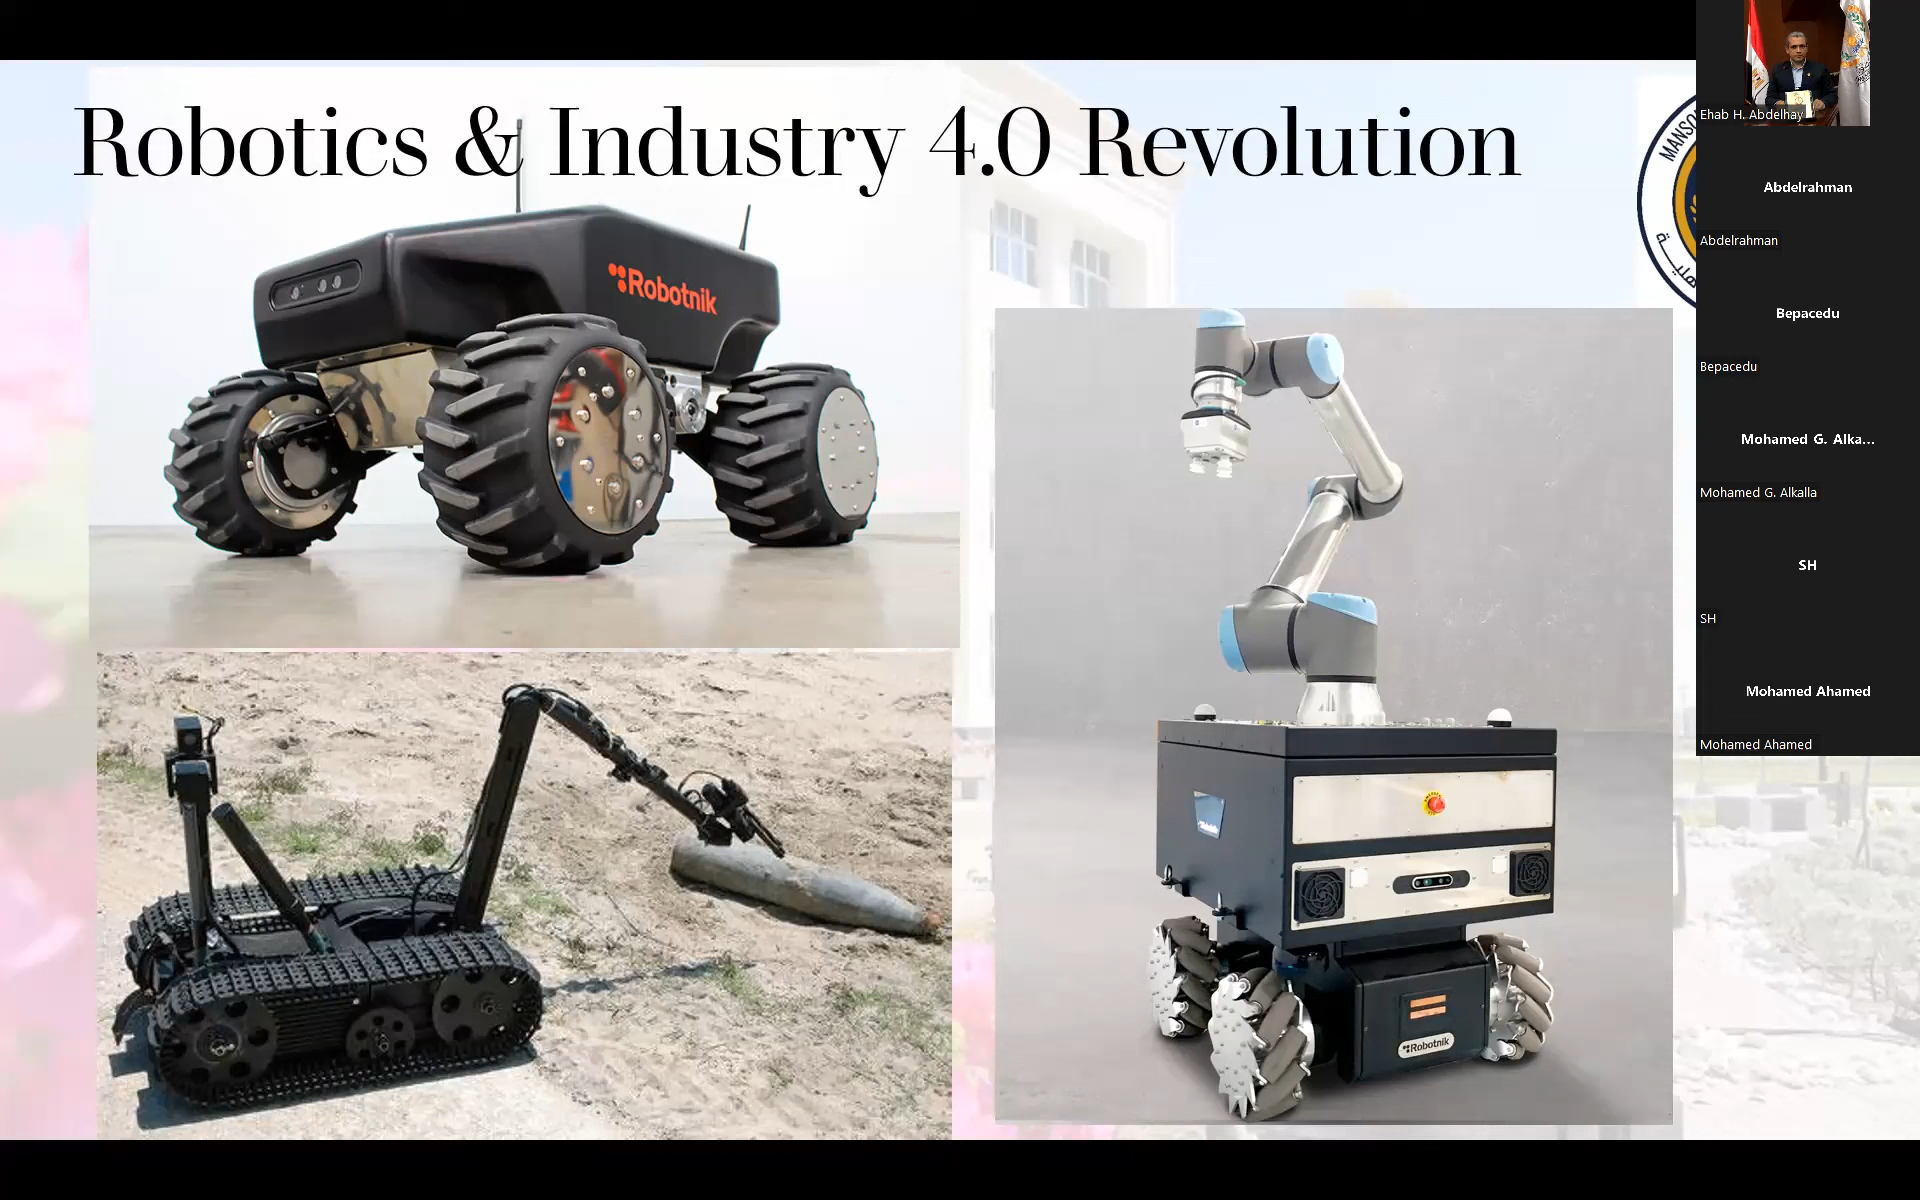 Robotics & Industry 4.0 Revolution
Robotnik
Robotnik
MANSO
Ehab H. Abdelhay
Abdelrahman
Abdelrahman
Bepacedu
Bepacedu
Mohamed G. Alka...
Mohamed G. Alkalla
SH
SH
Mohamed Ahamed
Mohamed Ahamed